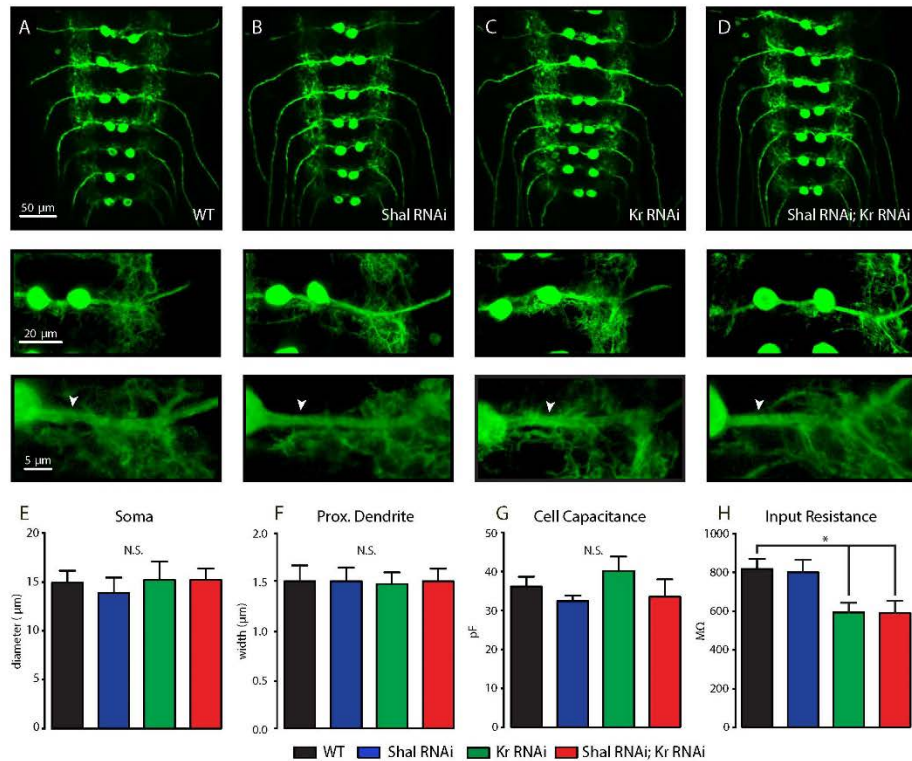 A
B
C
D
WT
Shal RNAi
Kr RNAi
Shal RNAi; Kr RNAi
50 µm
20 µm
5 µm
E
Soma
N.S.
diameter (µm)
20
15
10
5
0
F
Prox. Dendrite
N.S.
width (µm)
2.0
1.5
1.0
0.5
0.0
G
Cell Capacitance
N.S.
pF
50
40
30
20
10
0
H
Input Resistance
*
MΩ
1000
800
600
400
200
0
WT Shal RNAi Kr RNAi Shal RNAi; Kr RNAi